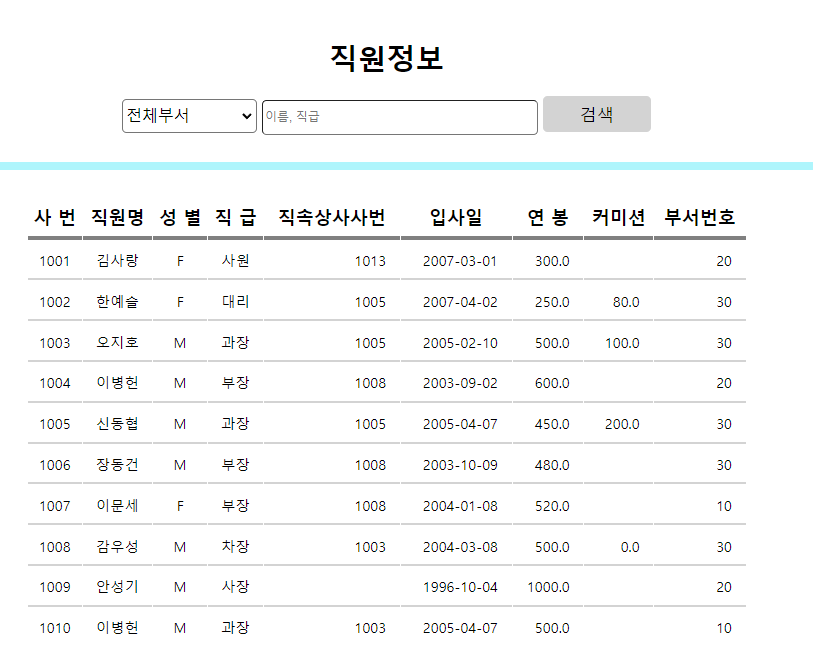 직원정보
전체부서 이름, 직급 검색
사 번 직원명 성 별 직 급 직속상사사번 입사일 연 봉 커미션 부서번호
1001 김사랑 F 사원 1013 2007-03-01 300.0 20
1002 한예슬 F 대리 1005 2007-04-02 250.0 80.0 30
1003 오지호 M 과장 1005 2005-02-10 500.0 100.0 30
1004 이병헌 M 부장 1008 2003-09-02 600.0 20
1005 신동협 M 과장 1005 2005-04-07 450.0 200.0 30
1006 장동건 M 부장 1008 2003-10-09 480.0 30
1007 이문세 F 부장 1008 2004-01-08 520.0 10
1008 감우성 M 차장 1003 2004-03-08 500.0 0.0 30
1009 안성기 M 사장 1996-10-04 1000.0 20
1010 이병헌 M 과장 1003 2005-04-07 500.0 10